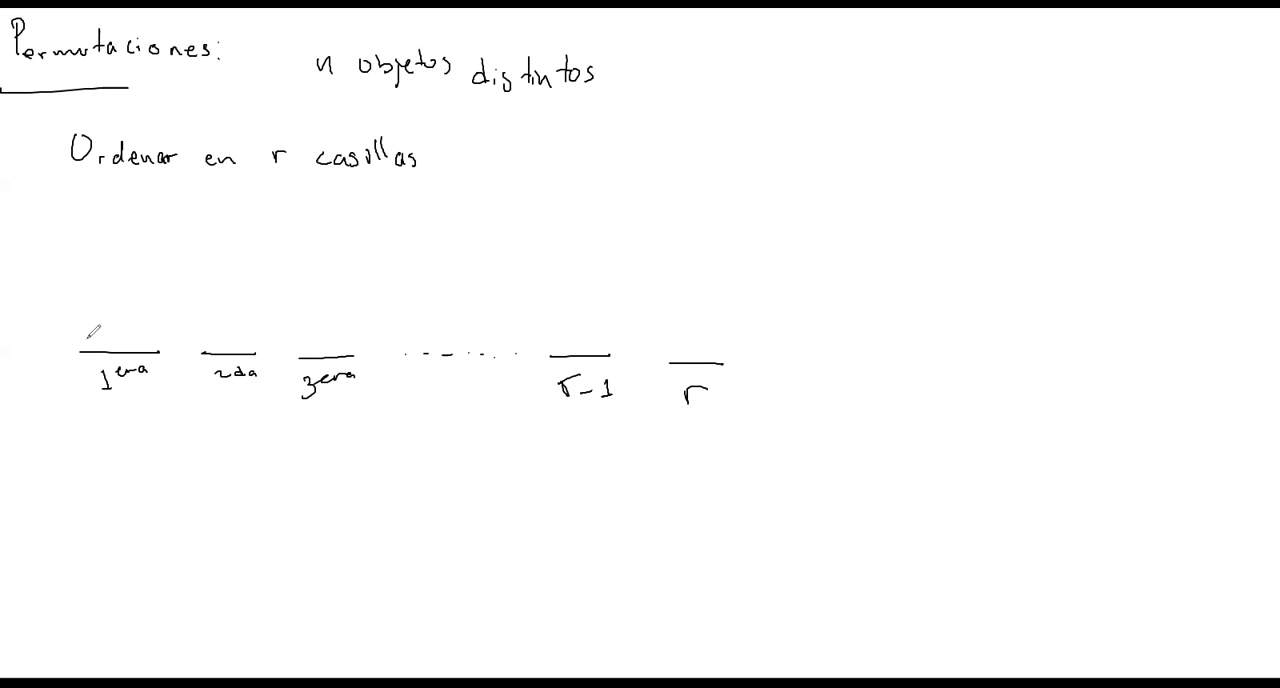 Permutaciones: n objetos distintos
Ordenar en r casillas
1era 2da 3era ....... r-1 r